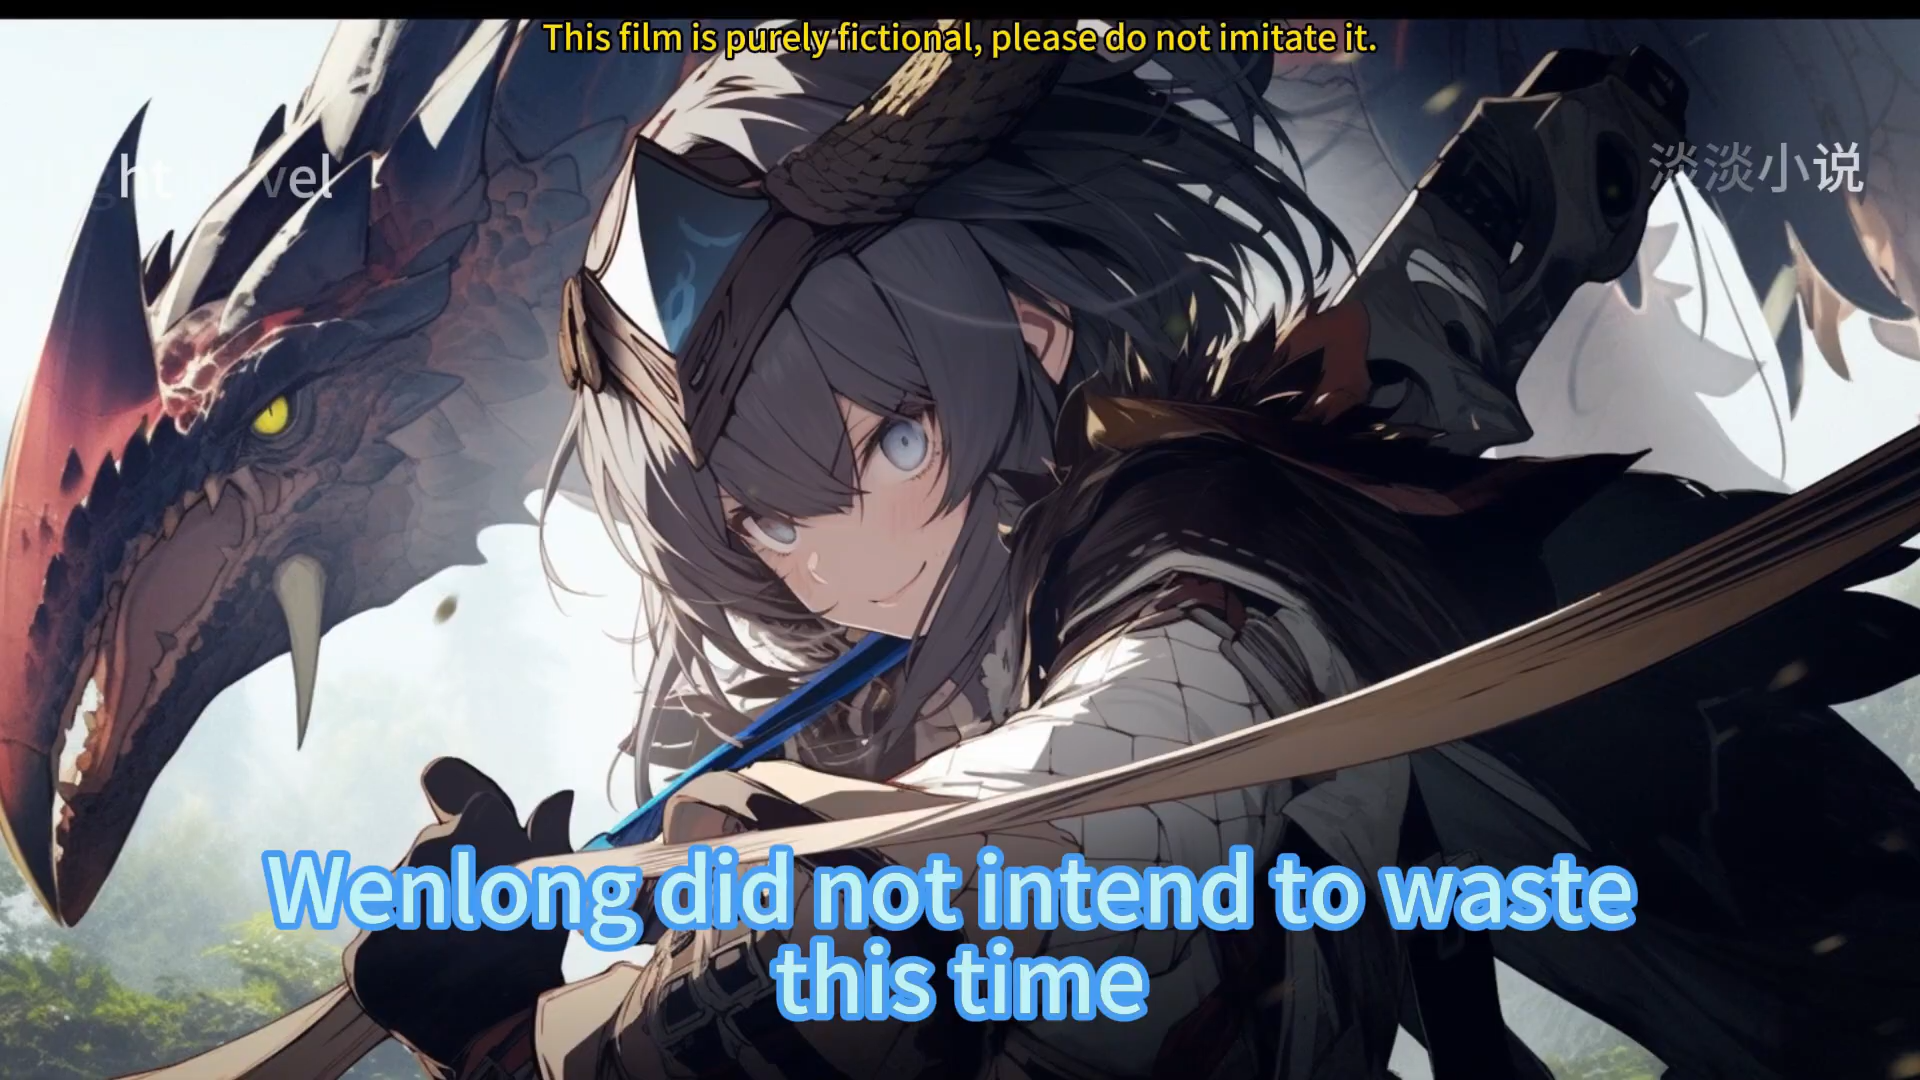 This film is purely fictional, please do not imitate it.
淡淡小说
Wenlong did not intend to waste
this time